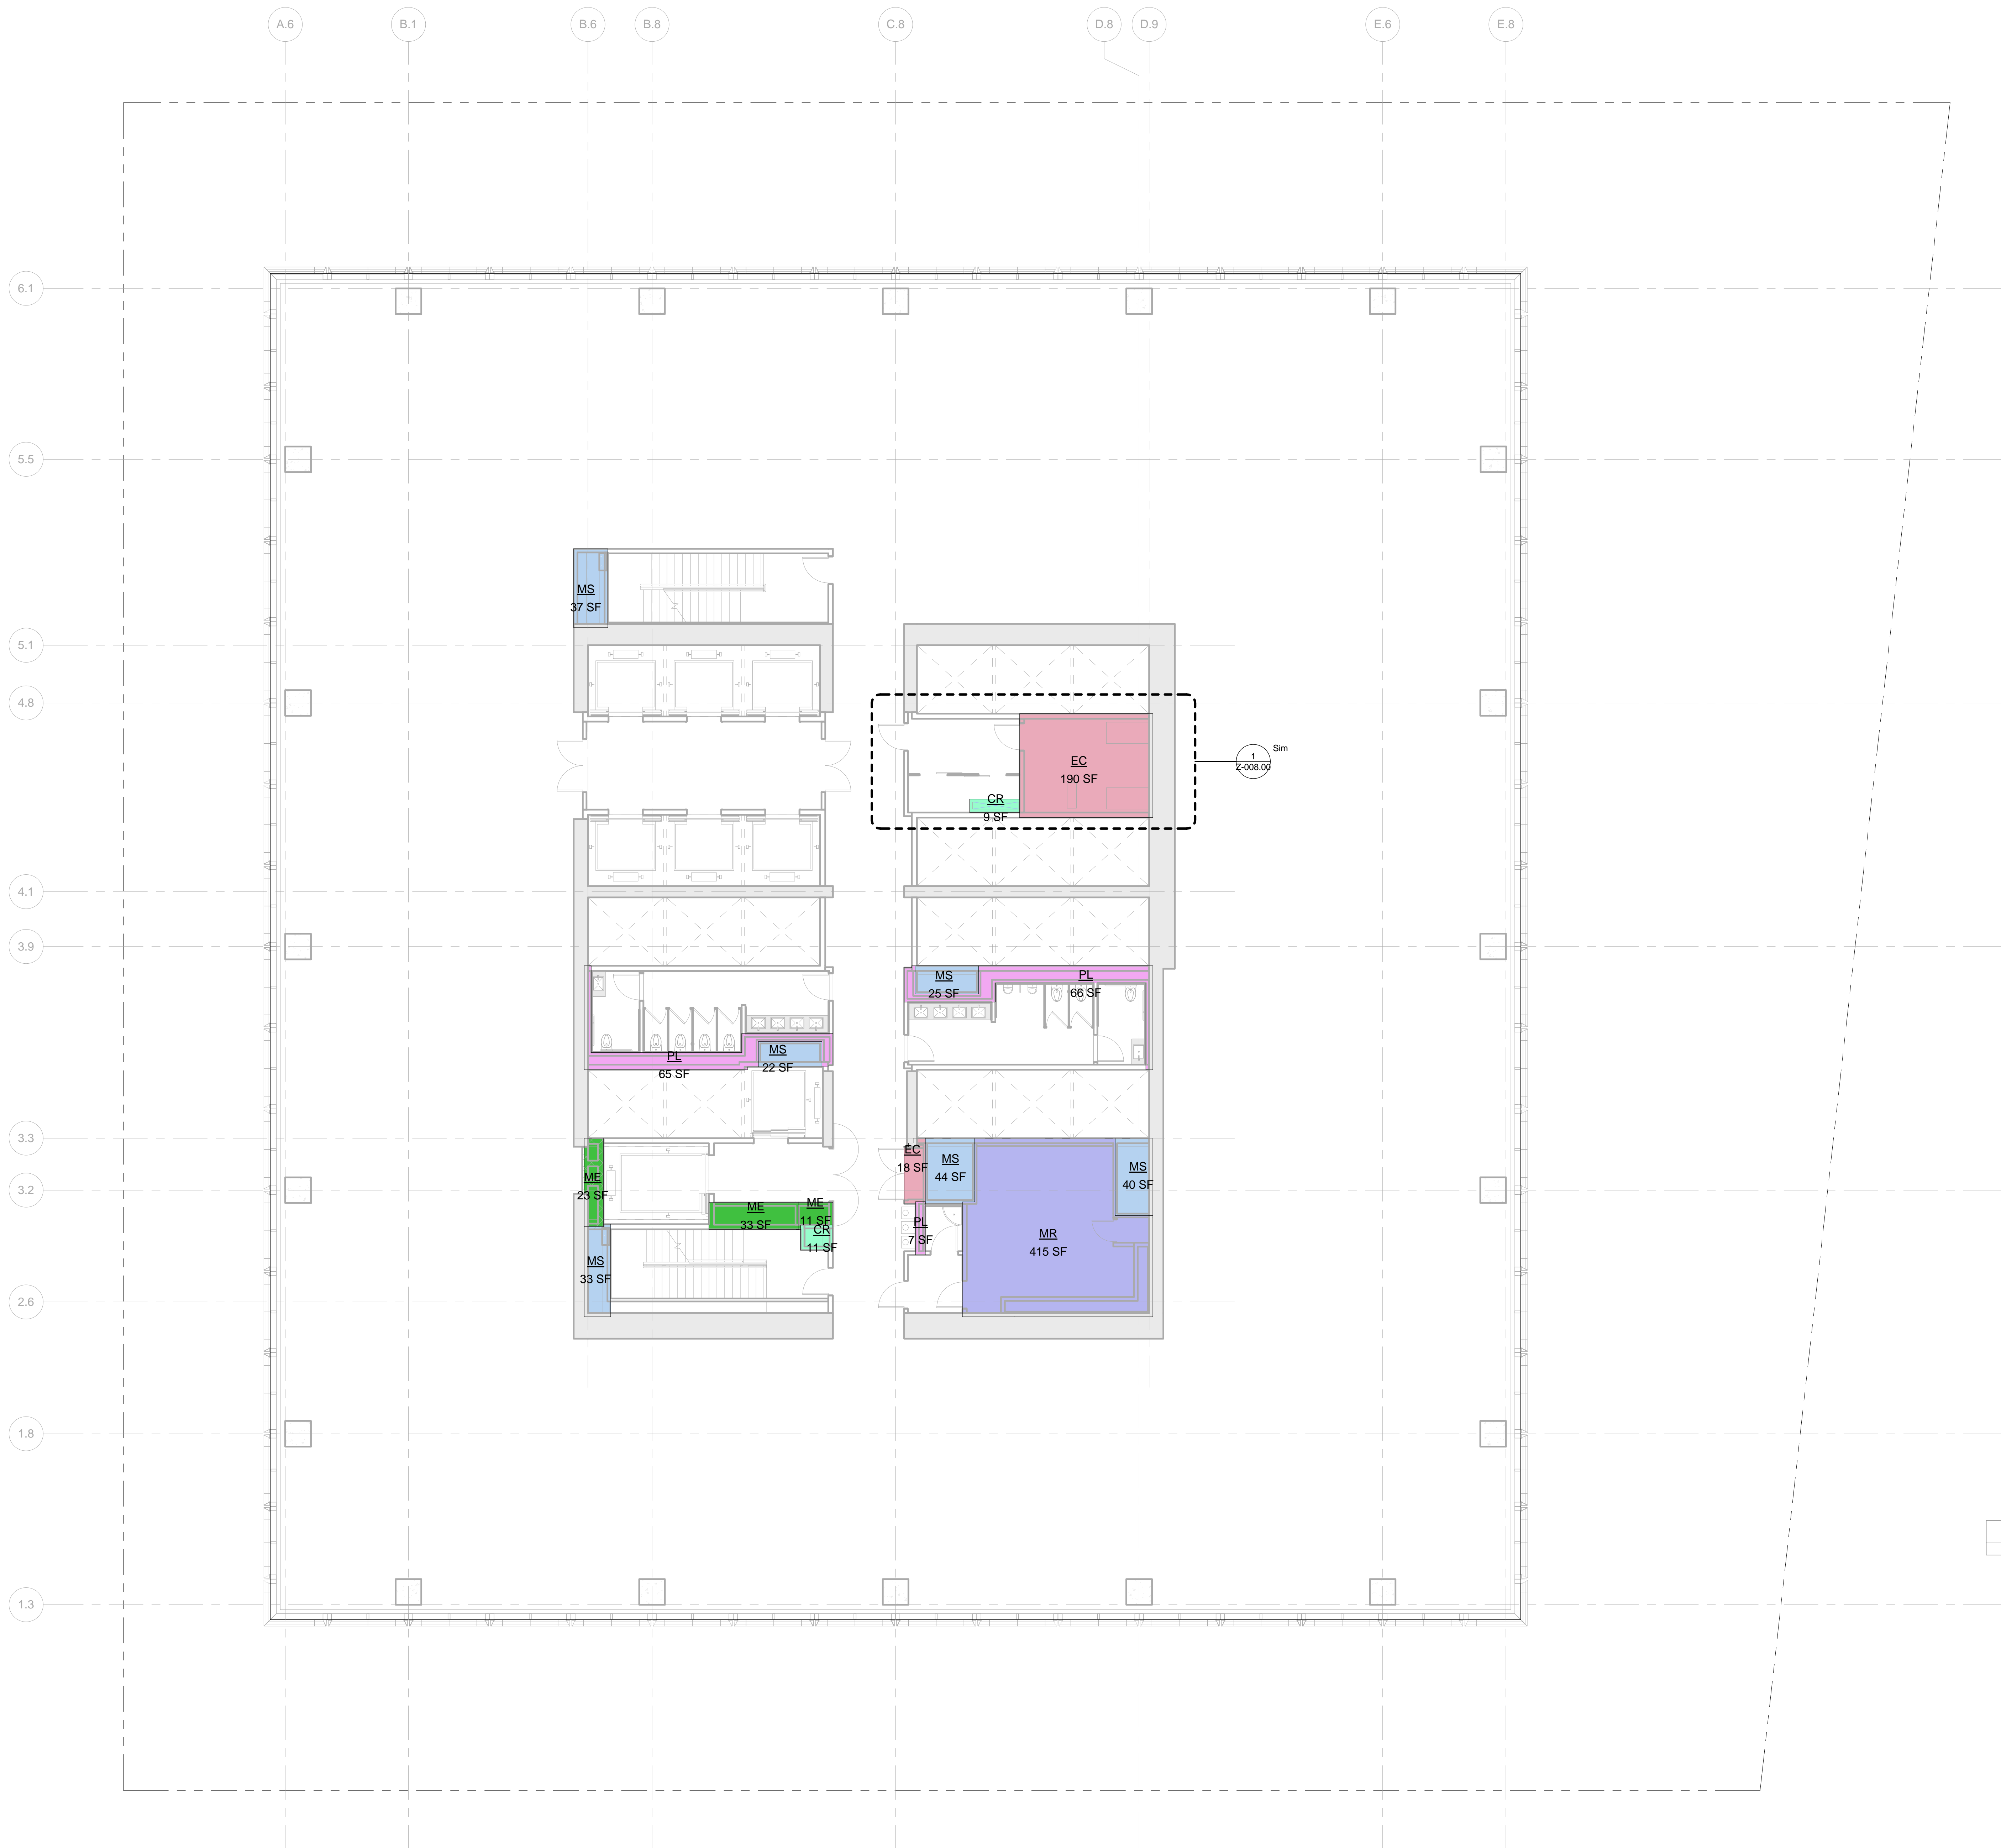 A.6
B.1
B.6
B.8
C.8
D.8
D.9
E.6
E.8
6.1
5.5
MS
37 SF
5.1
4.8
EC
190 SF
1
Z-008.00
Sim
CR
9 SF
4.1
3.9
MS
25 SF
PL
66 SF
PL
65 SF
MS
22 SF
3.3
EC
18 SF
MS
44 SF
MS
40 SF
3.2
ME
23 SF
ME
33 SF
ME
11 SF
CR
11 SF
PL
7 SF
MR
415 SF
MS
33 SF
2.6
1.8
1.3